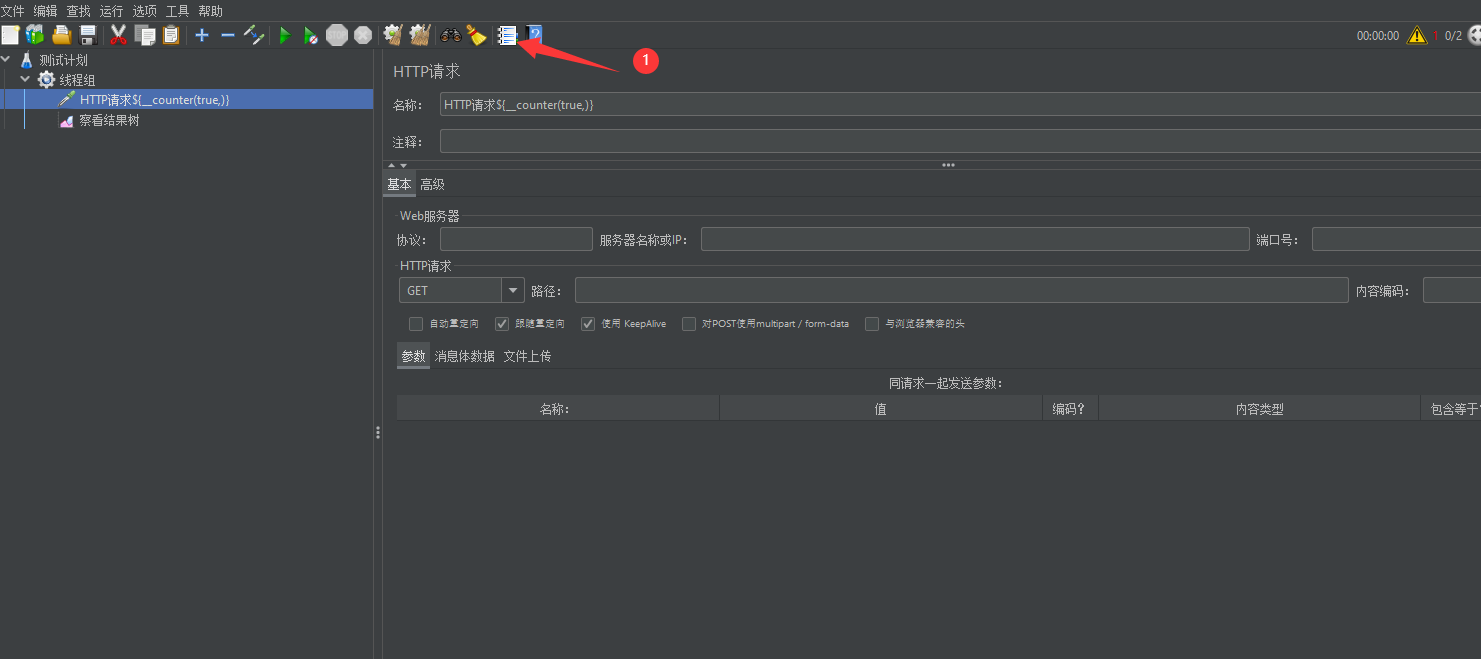 文件 编辑 查找 运行 选项 工具 帮助
STOP ? 00:00:00 1 0/2
1
测试计划
线程组
HTTP请求${__counter(true,)}
察看结果树
HTTP请求
名称： HTTP请求${__counter(true,)}
注释：
基本 高级
Web服务器
协议： 服务器名称或IP： 端口号：
HTTP请求
GET 路径： 内容编码：
自动重定向 跟随重定向 使用 KeepAlive 对POST使用multipart / form-data 与浏览器兼容的头
参数 消息体数据 文件上传
同请求一起发送参数：
名称： 值 编码？ 内容类型 包含等于